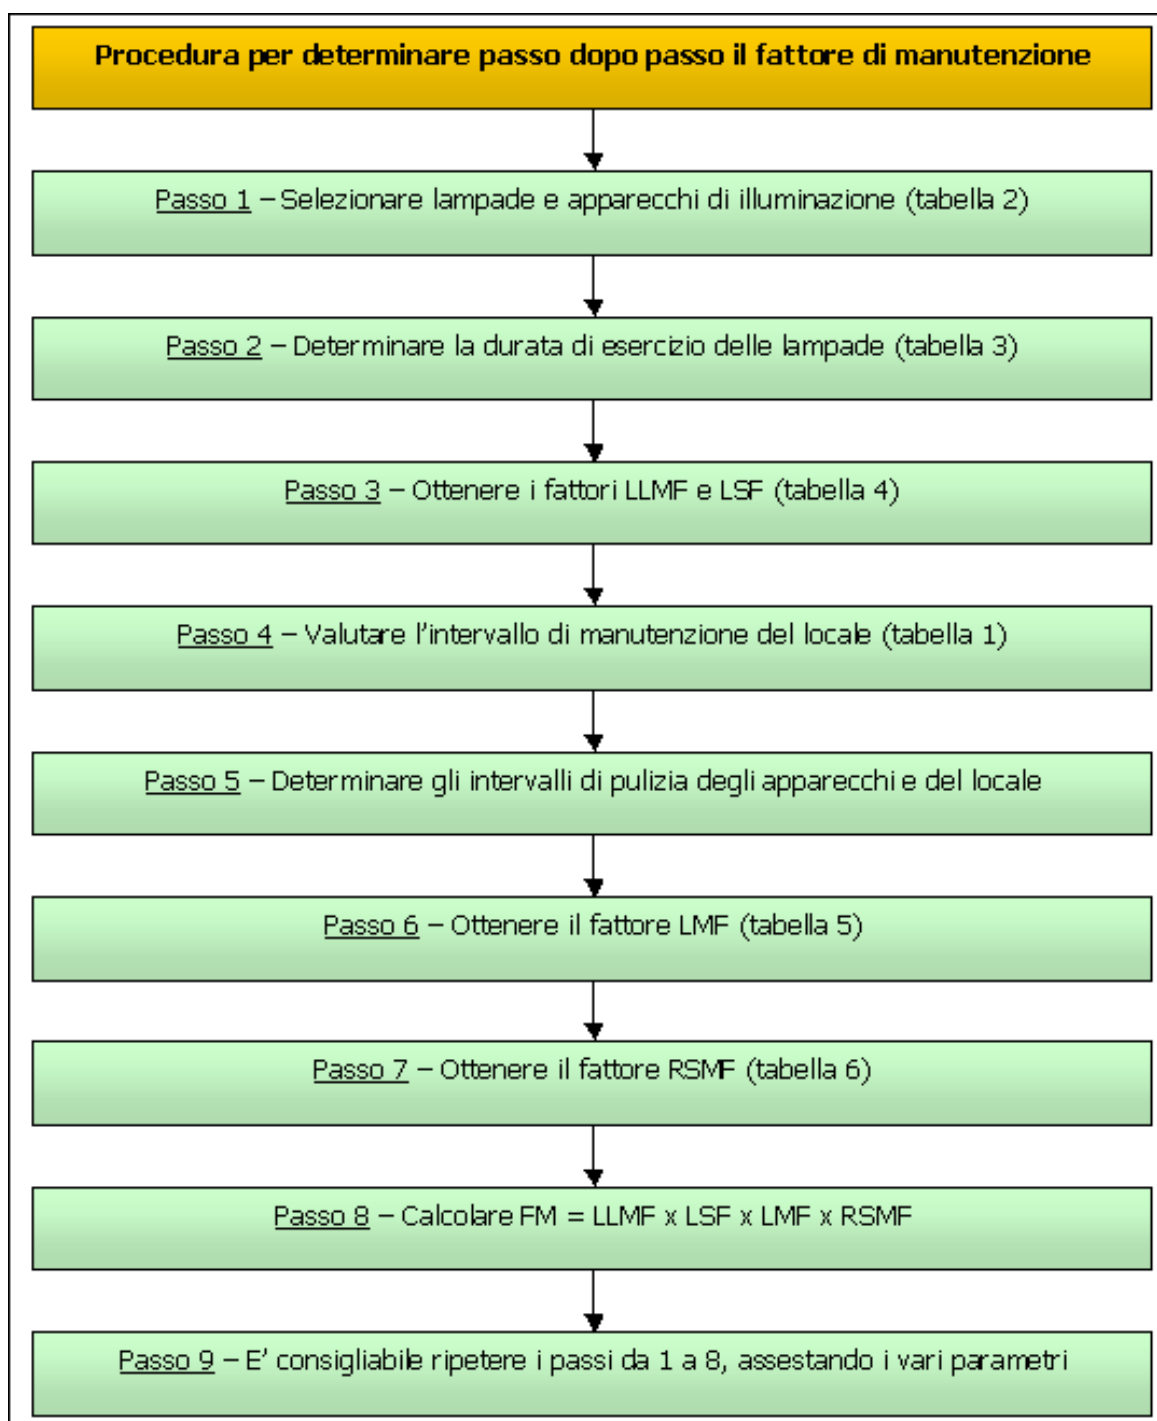 Procedura per determinare passo dopo passo il fattore di manutenzione
Passo 1 – Selezionare lampade e apparecchi di illuminazione (tabella 2)
Passo 2 – Determinare la durata di esercizio delle lampade (tabella 3)
Passo 3 – Ottenere i fattori LLMF e LSF (tabella 4)
Passo 4 – Valutare l'intervallo di manutenzione del locale (tabella 1)
Passo 5 – Determinare gli intervalli di pulizia degli apparecchi e del locale
Passo 6 – Ottenere il fattore LMF (tabella 5)
Passo 7 – Ottenere il fattore RSMF (tabella 6)
Passo 8 – Calcolare FM = LLMF x LSF x LMF x RSMF
Passo 9 – E' consigliabile ripetere i passi da 1 a 8, assestando i vari parametri